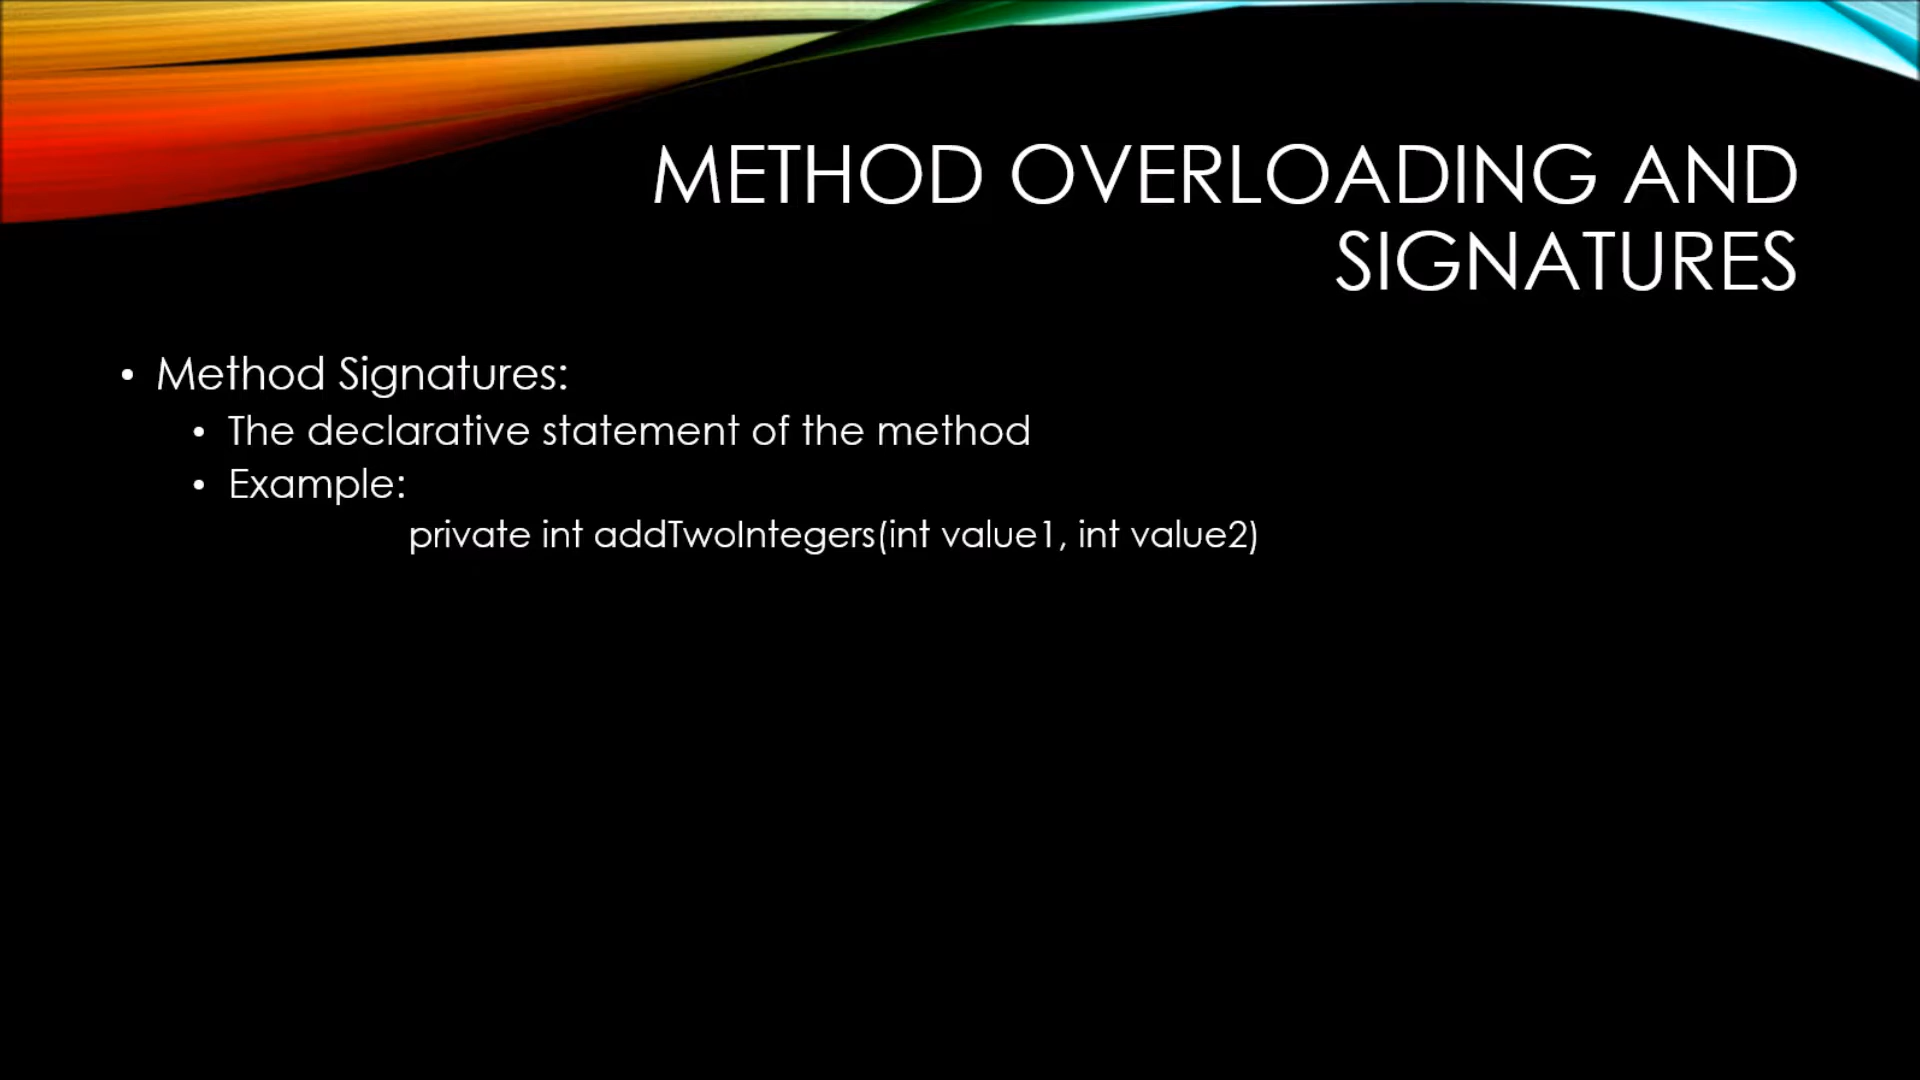 METHOD OVERLOADING AND
SIGNATURES
• Method Signatures:
• The declarative statement of the method
• Example:
private int addTwoIntegers(int value1, int value2)